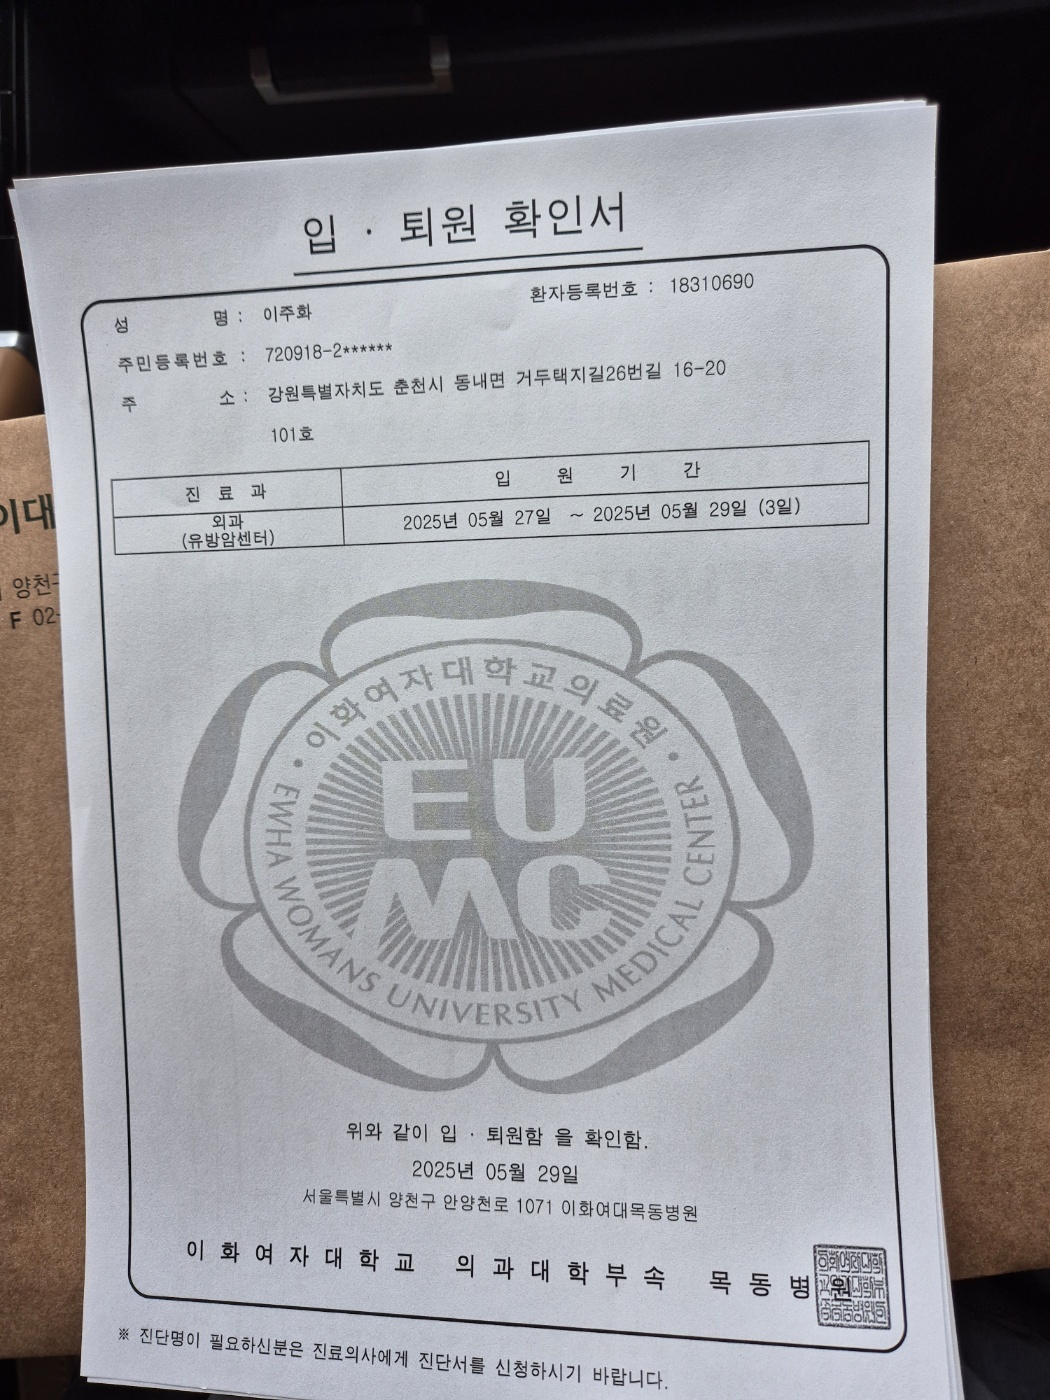 입 · 퇴원 확인서
환자등록번호 : 18310690
성 명 : 이주화
주민등록번호 : 720918-2******
주 소 : 강원특별자치도 춘천시 동내면 거두택지길26번길 16-20
101호
진 료 과 입 원 기 간
외과
(유방암센터)
2025년 05월 27일 ~ 2025년 05월 29일 (3일)
이대
양천구
F 02-
이화여자대학교의료원
EU
MC
EWHA WOMANS UNIVERSITY MEDICAL CENTER
위와 같이 입 · 퇴원함 을 확인함.
2025년 05월 29일
서울특별시 양천구 안양천로 1071 이화여대목동병원
이 화 여 자 대 학 교 의 과 대 학 부 속 목 동 병 원
※ 진단명이 필요하신분은 진료의사에게 진단서를 신청하시기 바랍니다.